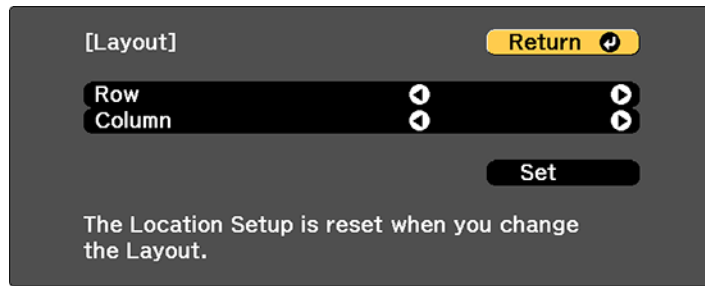 [Layout]
Return
Row
Column
Set
The Location Setup is reset when you change
the Layout.